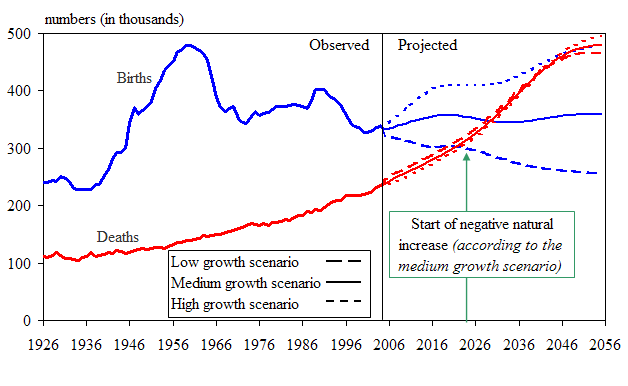 numbers (in thousands)
500
400
300
200
100
0
Observed
Projected
Births
Deaths
Start of negative natural
increase (according to the
medium growth scenario)
Low growth scenario
Medium growth scenario
High growth scenario
1926 1936 1946 1956 1966 1976 1986 1996 2006 2016 2026 2036 2046 2056